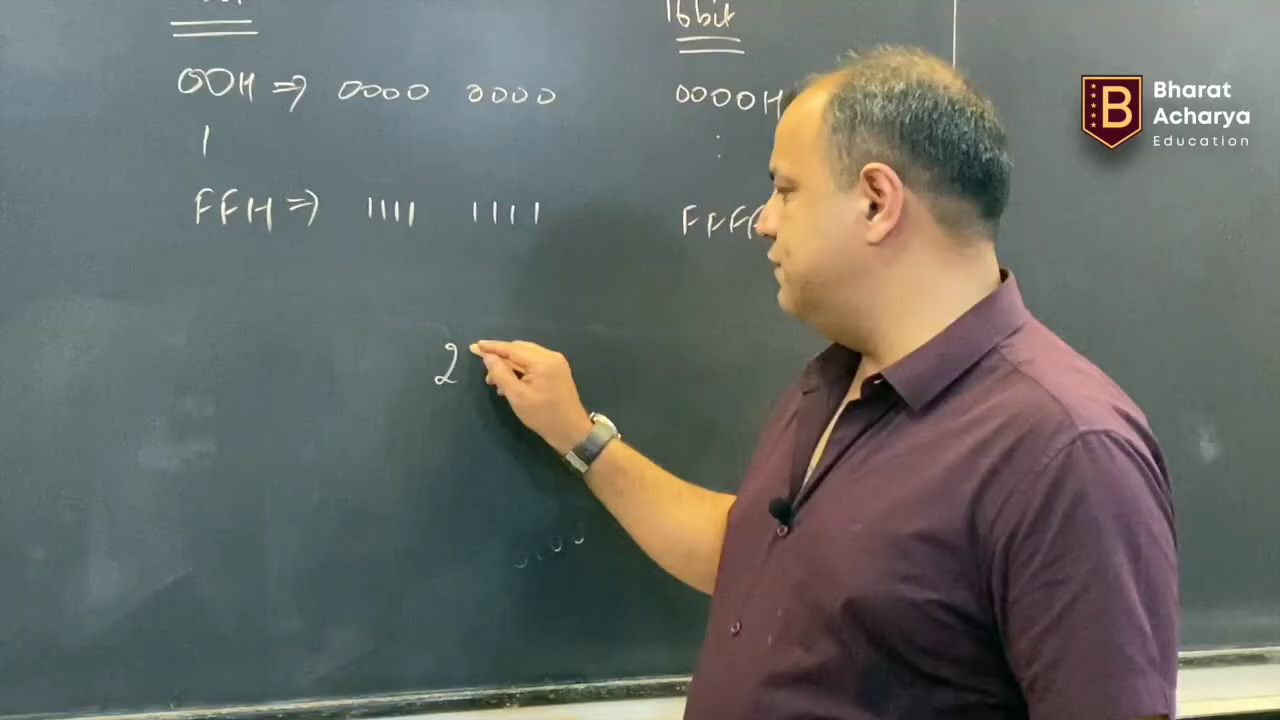 16bit
00H ⇒ 0000 0000
0000H
|
:
FFH ⇒ 1111 1111
FFFF
2
B Bharat
Acharya
Education